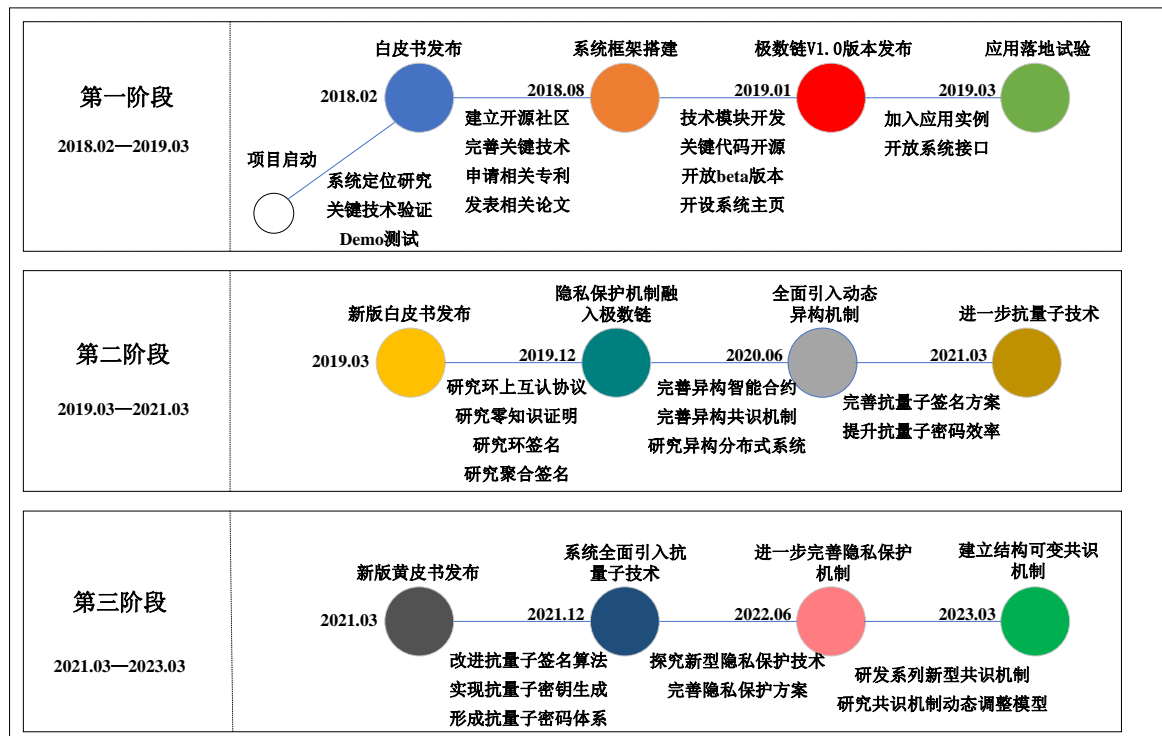 第一阶段
2018.02—2019.03
项目启动
白皮书发布
2018.02
系统定位研究
关键技术验证
Demo测试
系统框架搭建
2018.08
建立开源社区
完善关键技术
申请相关专利
发表相关论文
极数链V1.0版本发布
2019.01
技术模块开发
关键代码开源
开放beta版本
开设系统主页
应用落地试验
2019.03
加入应用实例
开放系统接口
第二阶段
2019.03—2021.03
新版白皮书发布
2019.03
隐私保护机制融
入极数链
2019.12
研究环上互认协议
研究零知识证明
研究环签名
研究聚合签名
全面引入动态
异构机制
2020.06
完善异构智能合约
完善异构共识机制
研究异构分布式系统
进一步抗量子技术
2021.03
完善抗量子签名方案
提升抗量子密码效率
第三阶段
2021.03—2023.03
新版黄皮书发布
2021.03
系统全面引入抗
量子技术
2021.12
改进抗量子签名算法
实现抗量子密钥生成
形成抗量子密码体系
进一步完善隐私保护
机制
2022.06
探究新型隐私保护技术
完善隐私保护方案
建立结构可变共识
机制
2023.03
研发系列新型共识机制
研究共识机制动态调整模型